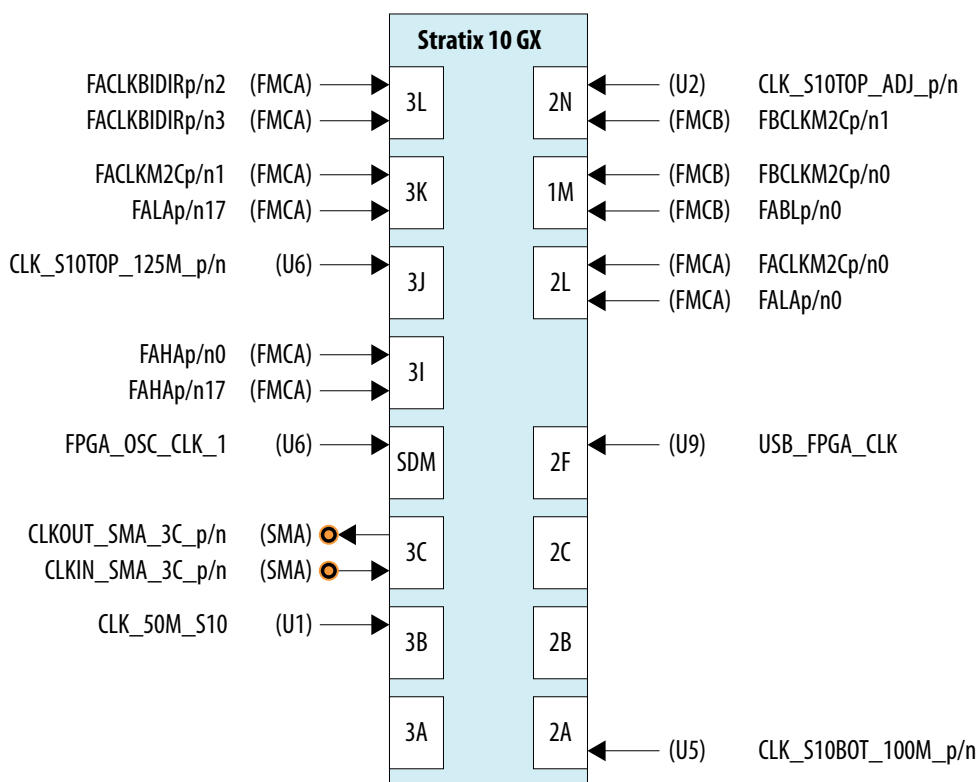 Stratix 10 GX
FACLKBIDIRp/n2 (FMCA)
FACLKBIDIRp/n3 (FMCA)
3L
2N
(U2) CLK_S10TOP_ADJ_p/n
(FMCB) FBCLKM2Cp/n1
FACLKM2Cp/n1 (FMCA)
FALAp/n17 (FMCA)
3K
1M
(FMCB) FBCLKM2Cp/n0
(FMCB) FABLp/n0
CLK_S10TOP_125M_p/n (U6)
3J
2L
(FMCA) FACLKM2Cp/n0
(FMCA) FALAp/n0
FAHAp/n0 (FMCA)
FAHAp/n17 (FMCA)
3I
FPGA_OSC_CLK_1 (U6)
SDM
2F
(U9) USB_FPGA_CLK
CLKOUT_SMA_3C_p/n (SMA)
CLKIN_SMA_3C_p/n (SMA)
3C
2C
CLK_50M_S10 (U1)
3B
2B
3A
2A
(U5) CLK_S10BOT_100M_p/n